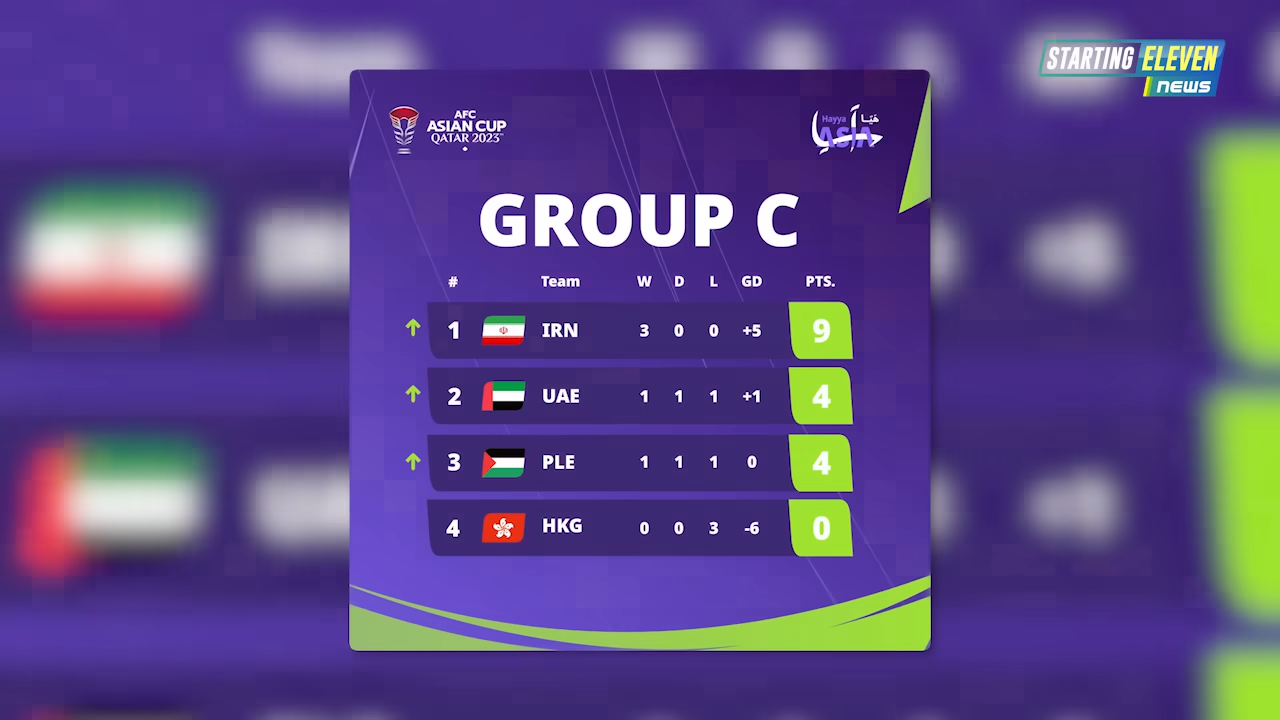 STARTING ELEVEN
news
AFC
ASIAN CUP
QATAR 2023
Hayya
هَيّا
ASIA
GROUP C
# Team W D L GD PTS.
1 IRN 3 0 0 +5 9
2 UAE 1 1 1 +1 4
3 PLE 1 1 1 0 4
4 HKG 0 0 3 -6 0